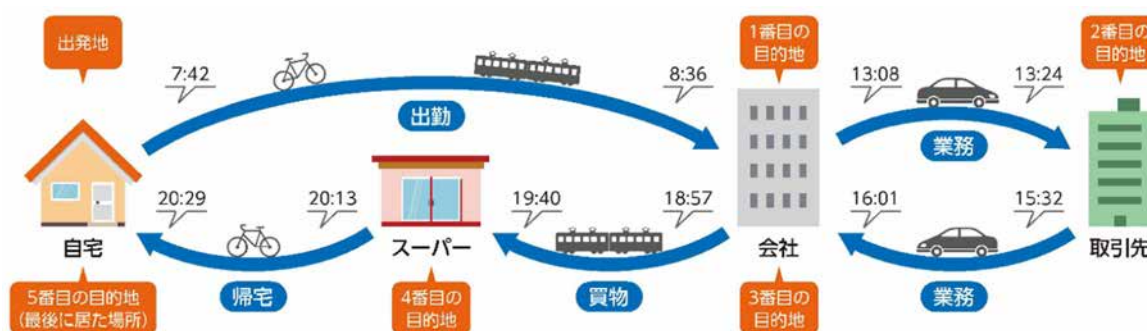 出発地
1番目の
目的地
2番目の
目的地
7:42
8:36
13:08
13:24
出勤
業務
20:29
20:13
19:40
18:57
16:01
15:32
自宅
スーパー
会社
取引先
帰宅
買物
業務
5番目の目的地
(最後に居た場所)
4番目の
目的地
3番目の
目的地